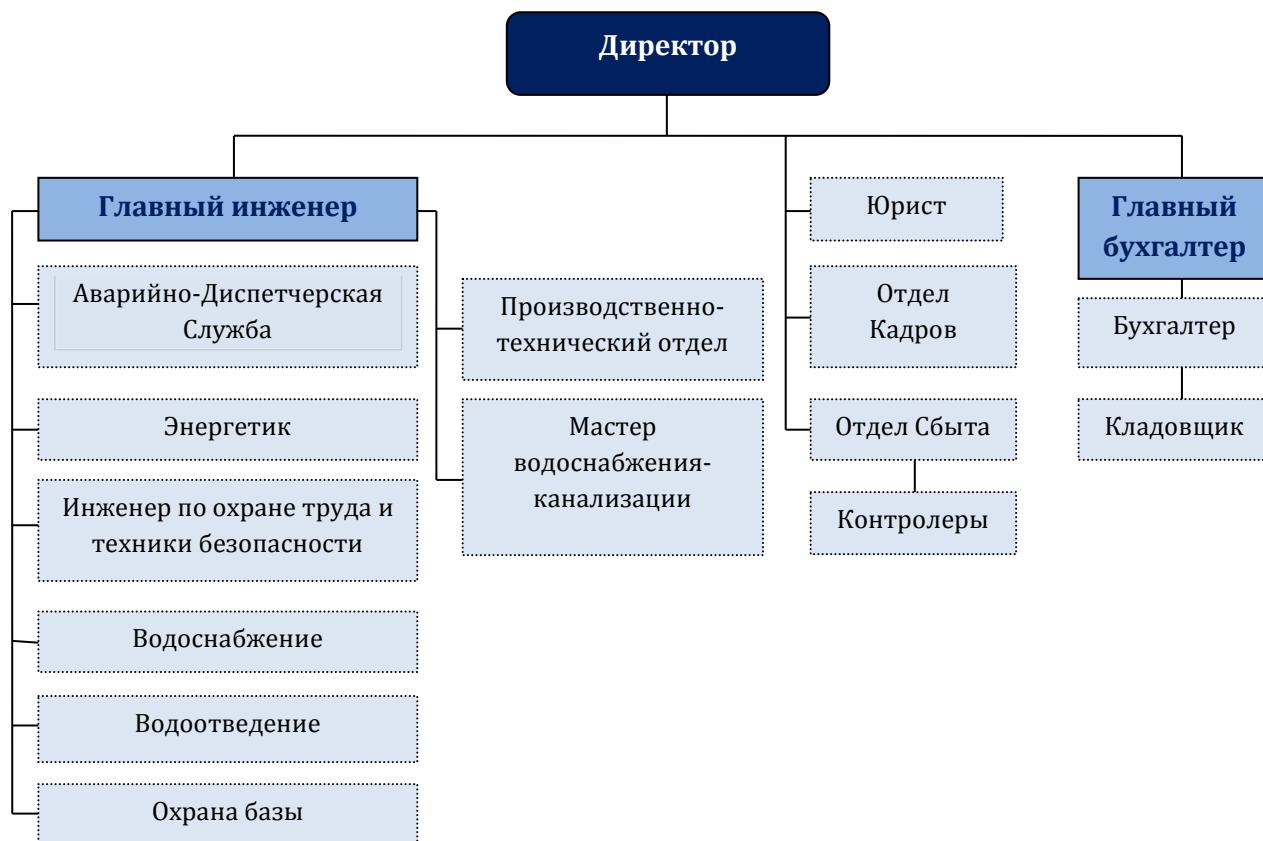 Директор
Главный инженер
Аварийно-Диспетчерская
Служба
Энергетик
Инженер по охране труда и
техники безопасности
Водоснабжение
Водоотведение
Охрана базы
Производственно-
технический отдел
Мастер
водоснабжения-
канализации
Юрист
Отдел
Кадров
Отдел Сбыта
Контролеры
Главный
бухгалтер
Бухгалтер
Кладовщик